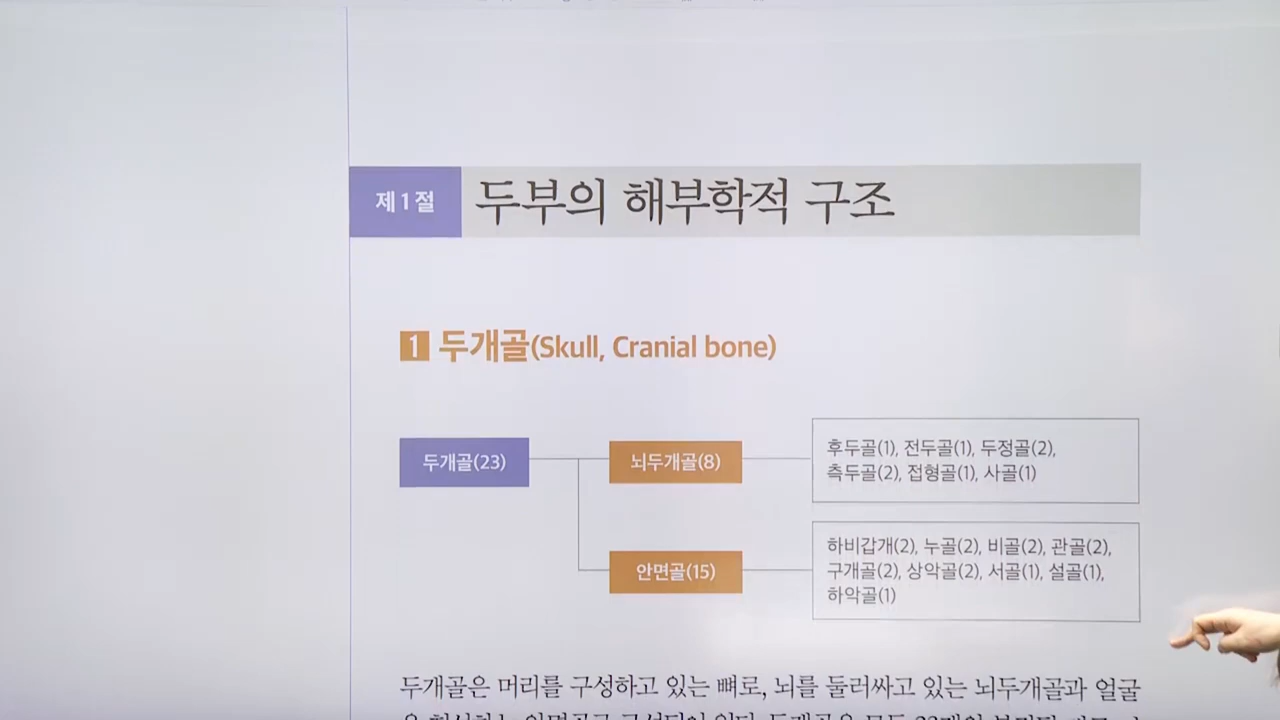 제1절
두부의 해부학적 구조
1 두개골(Skull, Cranial bone)
두개골(23)
뇌두개골(8)
후두골(1), 전두골(1), 두정골(2),
측두골(2), 접형골(1), 사골(1)
안면골(15)
하비갑개(2), 누골(2), 비골(2), 관골(2),
구개골(2), 상악골(2), 서골(1), 설골(1),
하악골(1)
두개골은 머리를 구성하고 있는 뼈로, 뇌를 둘러싸고 있는 뇌두개골과 얼굴